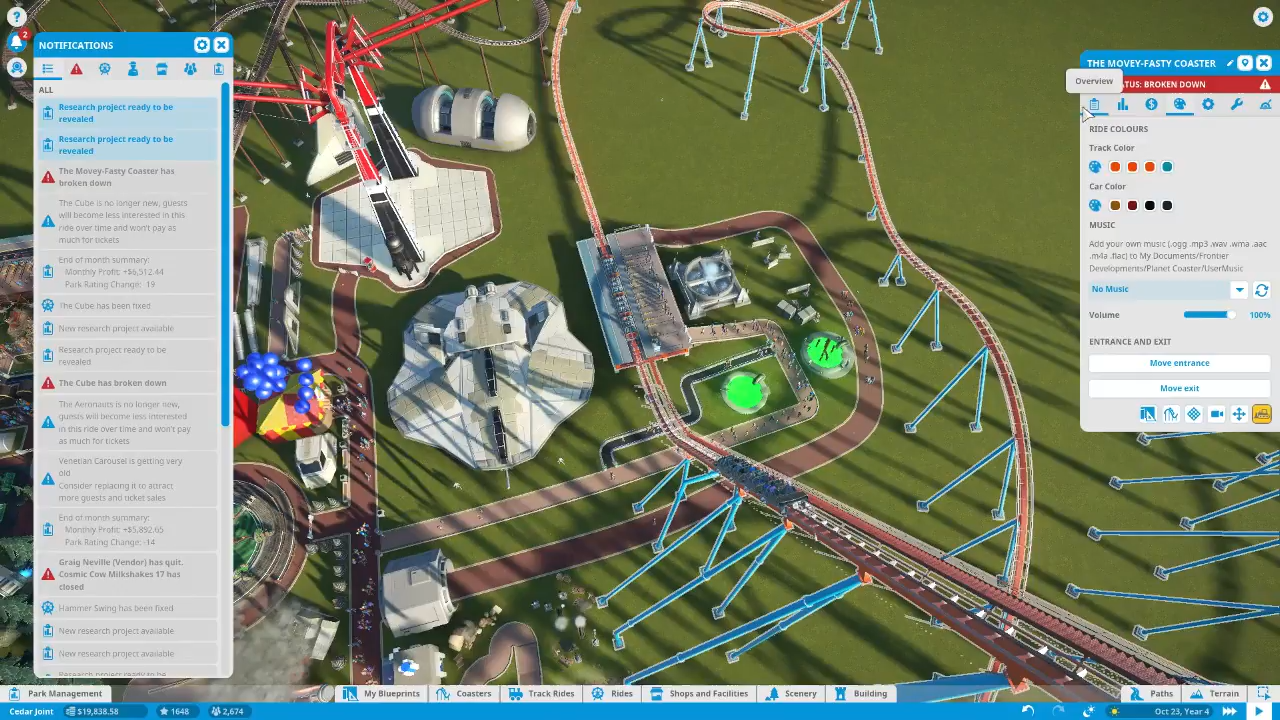 ?
2
NOTIFICATIONS
ALL
Research project ready to be
revealed
Research project ready to be
revealed
The Movey-Fasty Coaster has
broken down
The Cube is no longer new, guests
will become less interested in this
ride over time and won't pay as
much for tickets
End of month summary:
Monthly Profit: +$6,512.44
Park Rating Change: -19
The Cube has been fixed
New research project available
Research project ready to be
revealed
The Cube has broken down
The Aeronauts is no longer new,
guests will become less interested
in this ride over time and won't pay
as much for tickets
Venetian Carousel is getting very
old
Consider replacing it to attract
more guests and ticket sales
End of month summary:
Monthly Profit: +$5,892.65
Park Rating Change: -14
Graig Neville (Vendor) has quit.
Cosmic Cow Milkshakes 17 has
closed
Hammer Swing has been fixed
New research project available
New research project available
Research project ready to be
THE MOVEY-FASTY COASTER
Overview
TATUS: BROKEN DOWN
RIDE COLOURS
Track Color
Car Color
MUSIC
Add your own music (.ogg .mp3 .wav .wma .aac
.m4a .flac) to My Documents/Frontier
Developments/Planet Coaster/UserMusic
No Music
Volume
100%
ENTRANCE AND EXIT
Move entrance
Move exit
Park Management
My Blueprints
Coasters
Track Rides
Rides
Shops and Facilities
Scenery
Building
Paths
Terrain
Cedar Joint
$19,838.58
1648
2,674
Oct 23, Year 4